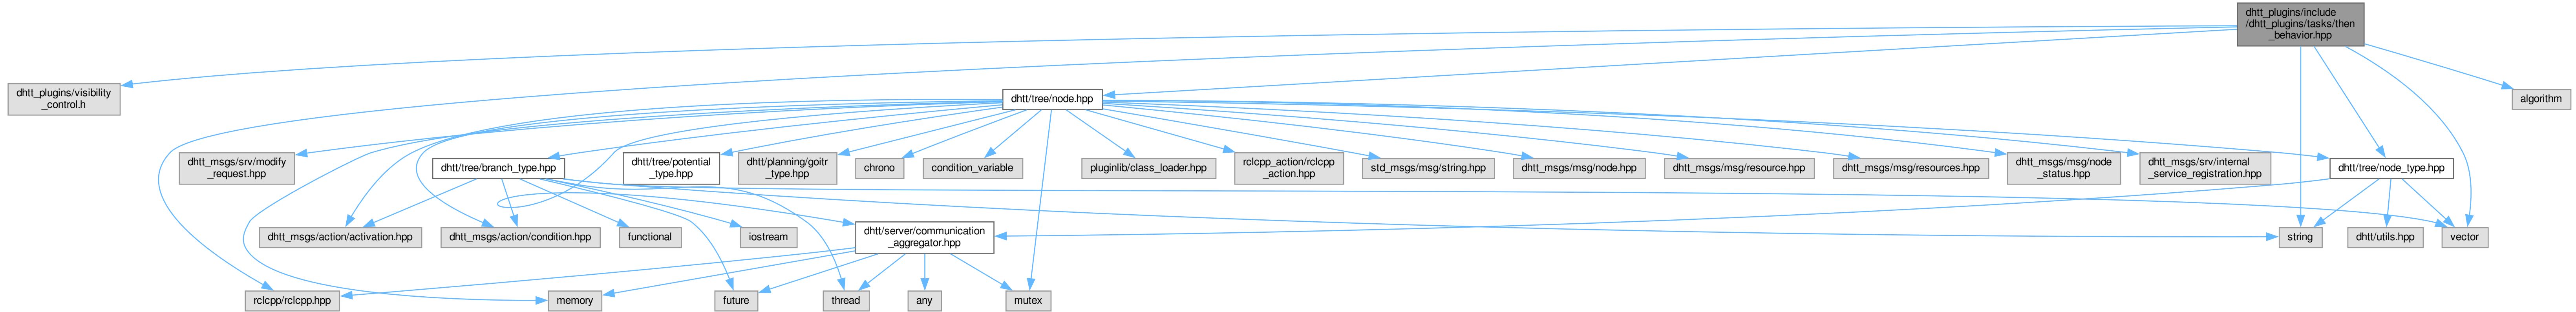 dhtt_plugins/include
/dhtt_plugins/tasks/then
_behavior.hpp
dhtt_plugins/visibility
_control.h
dhtt/tree/node.hpp
algorithm
dhtt_msgs/srv/modify
_request.hpp
dhtt/tree/branch_type.hpp
dhtt/tree/potential
_type.hpp
dhtt/planning/goitr
_type.hpp
chrono
condition_variable
pluginlib/class_loader.hpp
rclcpp_action/rclcpp
_action.hpp
std_msgs/msg/string.hpp
dhtt_msgs/msg/node.hpp
dhtt_msgs/msg/resource.hpp
dhtt_msgs/msg/resources.hpp
dhtt_msgs/msg/node
_status.hpp
dhtt_msgs/srv/internal
_service_registration.hpp
dhtt/tree/node_type.hpp
dhtt_msgs/action/activation.hpp
dhtt_msgs/action/condition.hpp
functional
iostream
dhtt/server/communication
_aggregator.hpp
string
dhtt/utils.hpp
vector
rclcpp/rclcpp.hpp
memory
future
thread
any
mutex